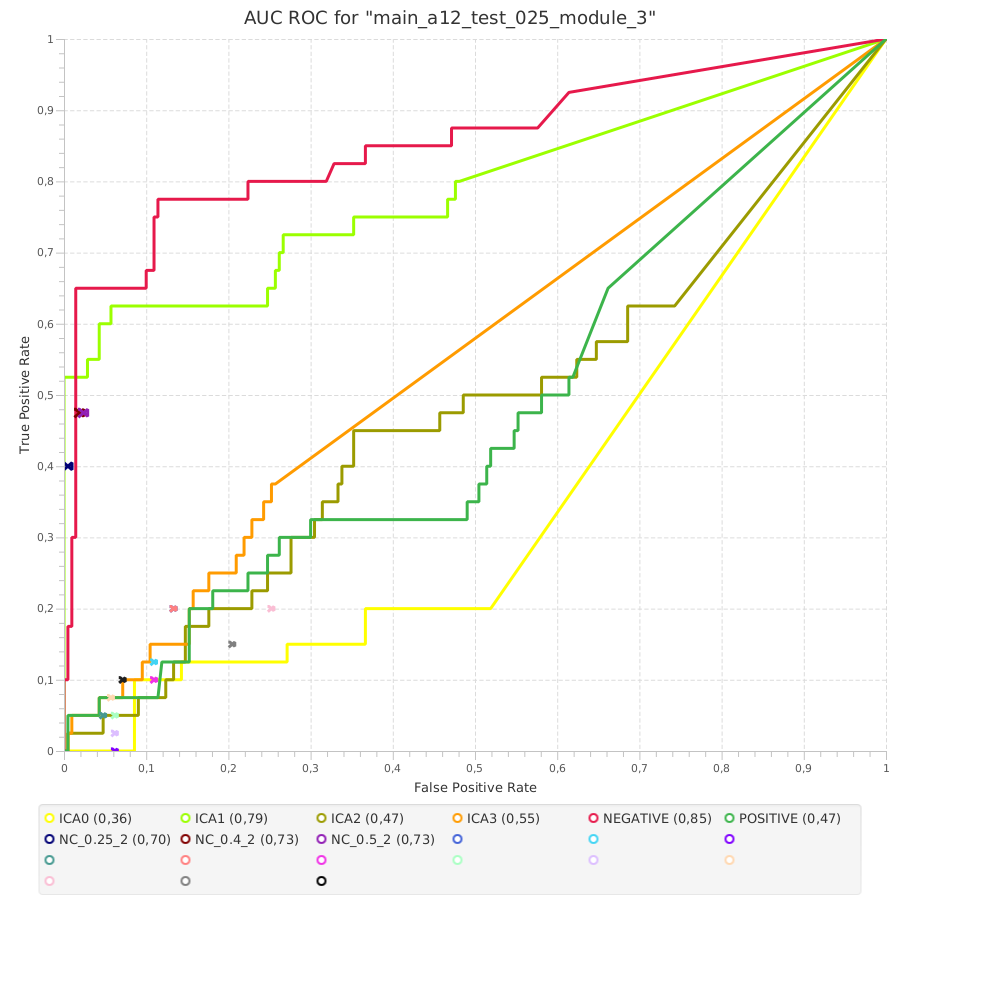 AUC ROC for "main_a12_test_025_module_3"
1
0,9
0,8
0,7
0,6
0,5
0,4
0,3
0,2
0,1
0
True Positive Rate
0 0,1 0,2 0,3 0,4 0,5 0,6 0,7 0,8 0,9 1
False Positive Rate
ICA0 (0,36) ICA1 (0,79) ICA2 (0,47) ICA3 (0,55) NEGATIVE (0,85) POSITIVE (0,47)
NC_0.25_2 (0,70) NC_0.4_2 (0,73) NC_0.5_2 (0,73)